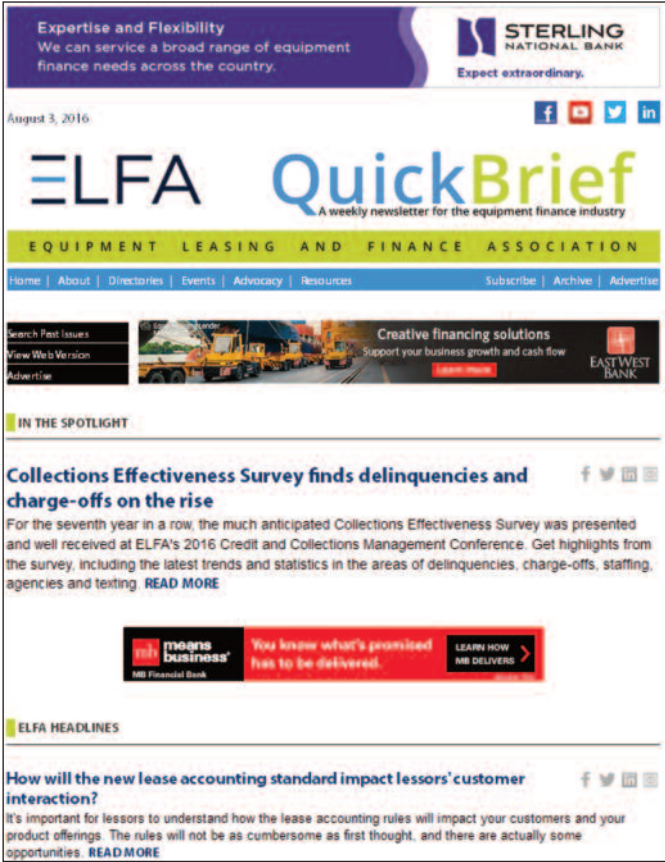 Expertise and Flexibility
We can service a broad range of equipment
finance needs across the country.
STERLING
NATIONAL BANK
Expect extraordinary.
August 3, 2016
f
in
ELFA
QuickBrief
A weekly newsletter for the equipment finance industry
EQUIPMENT LEASING AND FINANCE ASSOCIATION
Home | About | Directories | Events | Advocacy | Resources
Subscribe | Archive | Advertise
Search Past Issues
View Web Version
Advertise
Creative financing solutions
Support your business growth and cash flow
Learn more
EASTWEST
BANK
IN THE SPOTLIGHT
Collections Effectiveness Survey finds delinquencies and
charge-offs on the rise
For the seventh year in a row, the much anticipated Collections Effectiveness Survey was presented
and well received at ELFA's 2016 Credit and Collections Management Conference. Get highlights from
the survey, including the latest trends and statistics in the areas of delinquencies, charge-offs, staffing,
agencies and texting. READ MORE
mb
means
business
MB Financial Bank
You know what's promised
has to be delivered.
LEARN HOW
MB DELIVERS
ELFA HEADLINES
How will the new lease accounting standard impact lessors' customer
interaction?
It's important for lessors to understand how the lease accounting rules will impact your customers and your
product offerings. The rules will not be as cumbersome as first thought, and there are actually some
opportunities. READ MORE